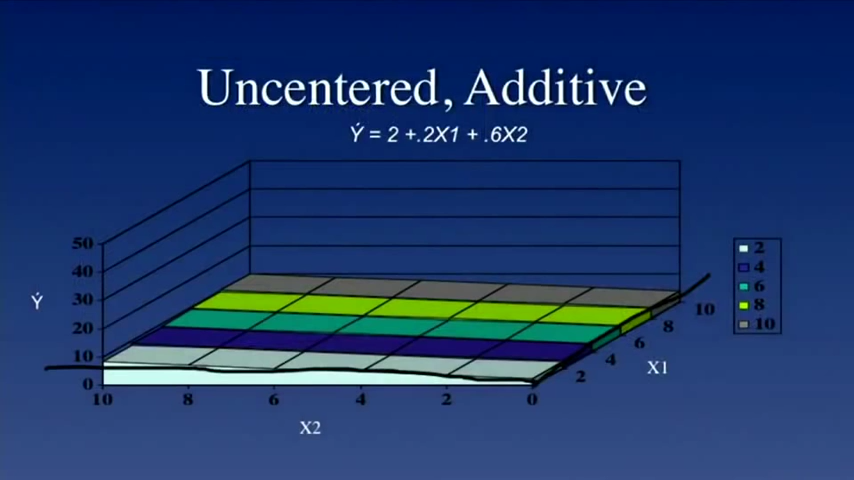 Uncentered, Additive
Ý = 2 +.2X1 + .6X2
50
40
30
20
10
0
Ý
10 8 6 4 2 0
X2
2 4 6 8 10
X1
2
4
6
8
10